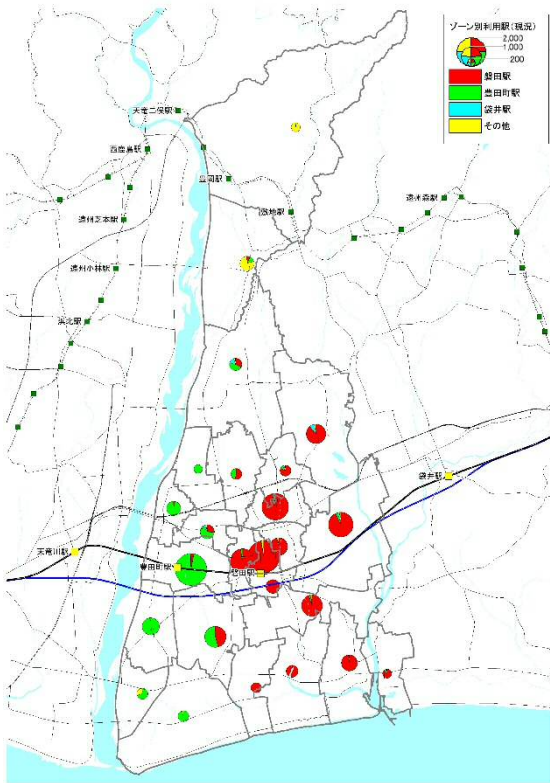 ゾーン別利用駅(現況)
2,000
1,000
200
磐田駅
豊田町駅
袋井駅
その他
天竜二俣駅
西鹿島駅
豊岡駅
敷地駅
遠州森駅
遠州芝本駅
遠州小林駅
浜北駅
袋井駅
天竜川駅
豊田町駅
磐田駅